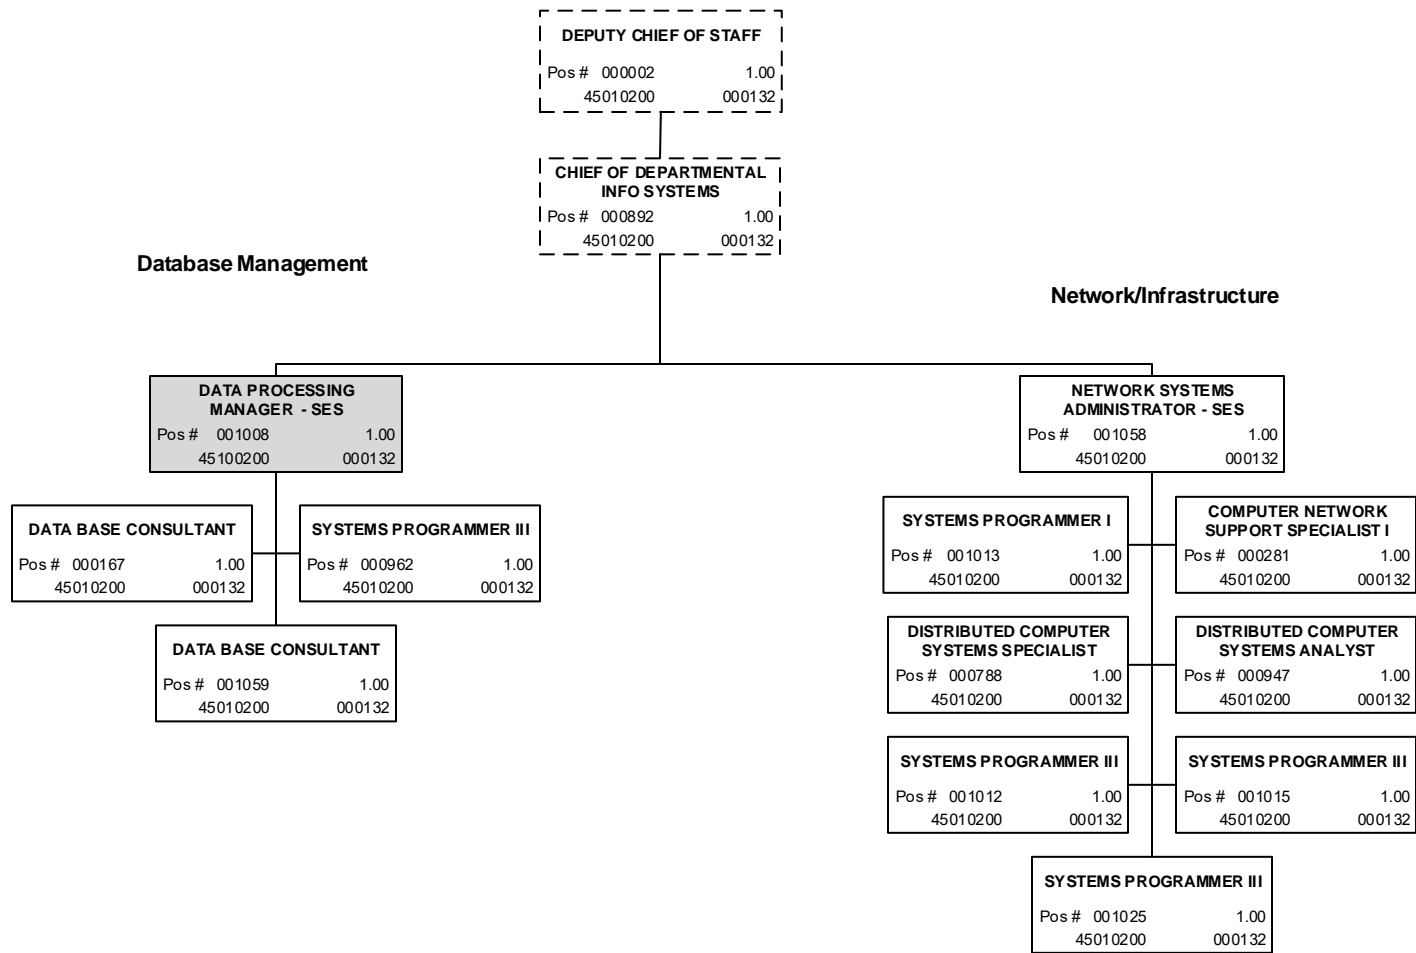 DEPUTY CHIEF OF STAFF
Pos # 000002 1.00
45010200 000132
CHIEF OF DEPARTMENTAL
INFO SYSTEMS
Pos # 000892 1.00
45010200 000132
Database Management
Network/Infrastructure
DATA PROCESSING
MANAGER - SES
Pos # 001008 1.00
45100200 000132
NETWORK SYSTEMS
ADMINISTRATOR - SES
Pos # 001058 1.00
45010200 000132
DATA BASE CONSULTANT
Pos # 000167 1.00
45010200 000132
SYSTEMS PROGRAMMER III
Pos # 000962 1.00
45010200 000132
DATA BASE CONSULTANT
Pos # 001059 1.00
45010200 000132
SYSTEMS PROGRAMMER I
Pos # 001013 1.00
45010200 000132
COMPUTER NETWORK
SUPPORT SPECIALIST I
Pos # 000281 1.00
45010200 000132
DISTRIBUTED COMPUTER
SYSTEMS SPECIALIST
Pos # 000788 1.00
45010200 000132
DISTRIBUTED COMPUTER
SYSTEMS ANALYST
Pos # 000947 1.00
45010200 000132
SYSTEMS PROGRAMMER III
Pos # 001012 1.00
45010200 000132
SYSTEMS PROGRAMMER III
Pos # 001015 1.00
45010200 000132
SYSTEMS PROGRAMMER III
Pos # 001025 1.00
45010200 000132